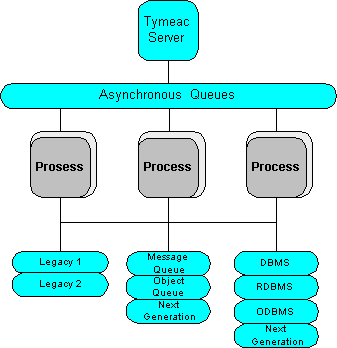 Tymeac
Server
Asynchronous Queues
Prosess
Process
Process
Legacy 1
Legacy 2
Message
Queue
Object
Queue
Next
Generation
DBMS
RDBMS
ODBMS
Next
Generation